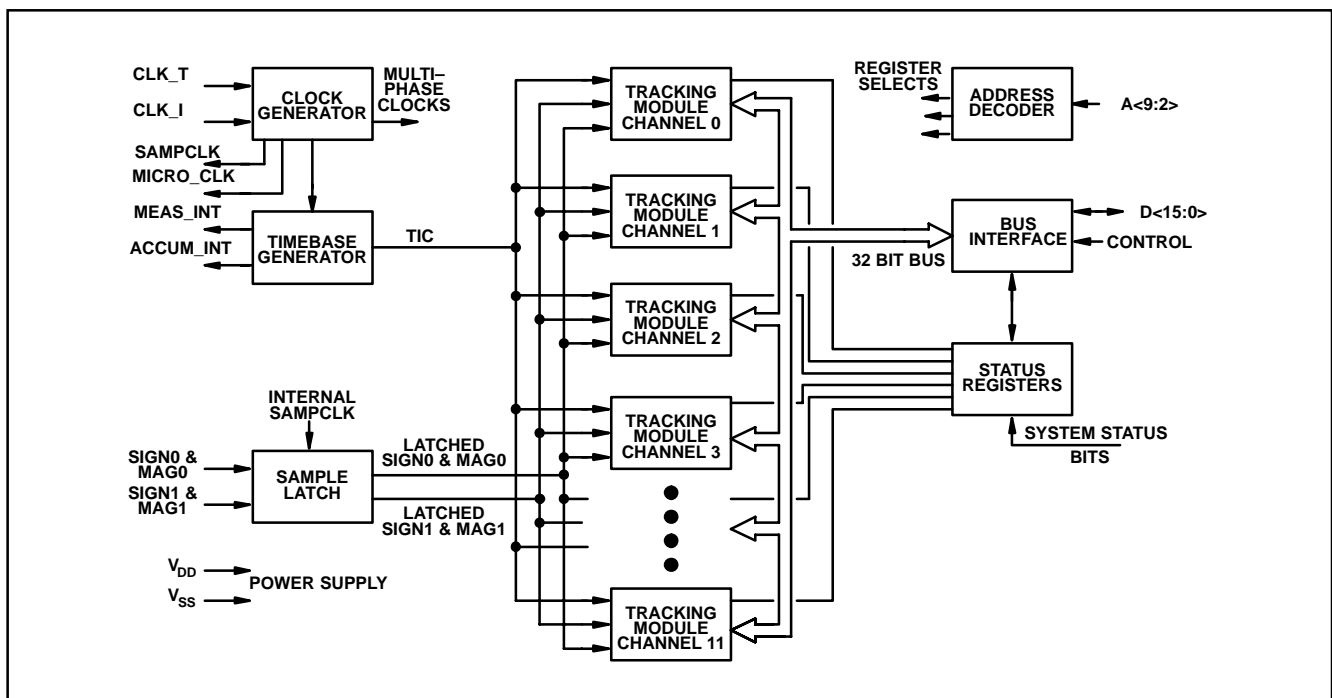 CLK_T
CLK_I
SAMPCLK
MICRO_CLK
MEAS_INT
ACCUM_INT
CLOCK
GENERATOR
MULTI–
PHASE
CLOCKS
TIMEBASE
GENERATOR
TIC
INTERNAL
SAMPCLK
SIGN0 &
MAG0
SIGN1 &
MAG1
SAMPLE
LATCH
LATCHED
SIGN0 & MAG0
LATCHED
SIGN1 & MAG1
VDD
VSS
POWER SUPPLY
TRACKING
MODULE
CHANNEL 0
TRACKING
MODULE
CHANNEL 1
TRACKING
MODULE
CHANNEL 2
TRACKING
MODULE
CHANNEL 3
TRACKING
MODULE
CHANNEL 11
REGISTER
SELECTS
ADDRESS
DECODER
A<9:2>
32 BIT BUS
BUS
INTERFACE
D<15:0>
CONTROL
STATUS
REGISTERS
SYSTEM STATUS
BITS